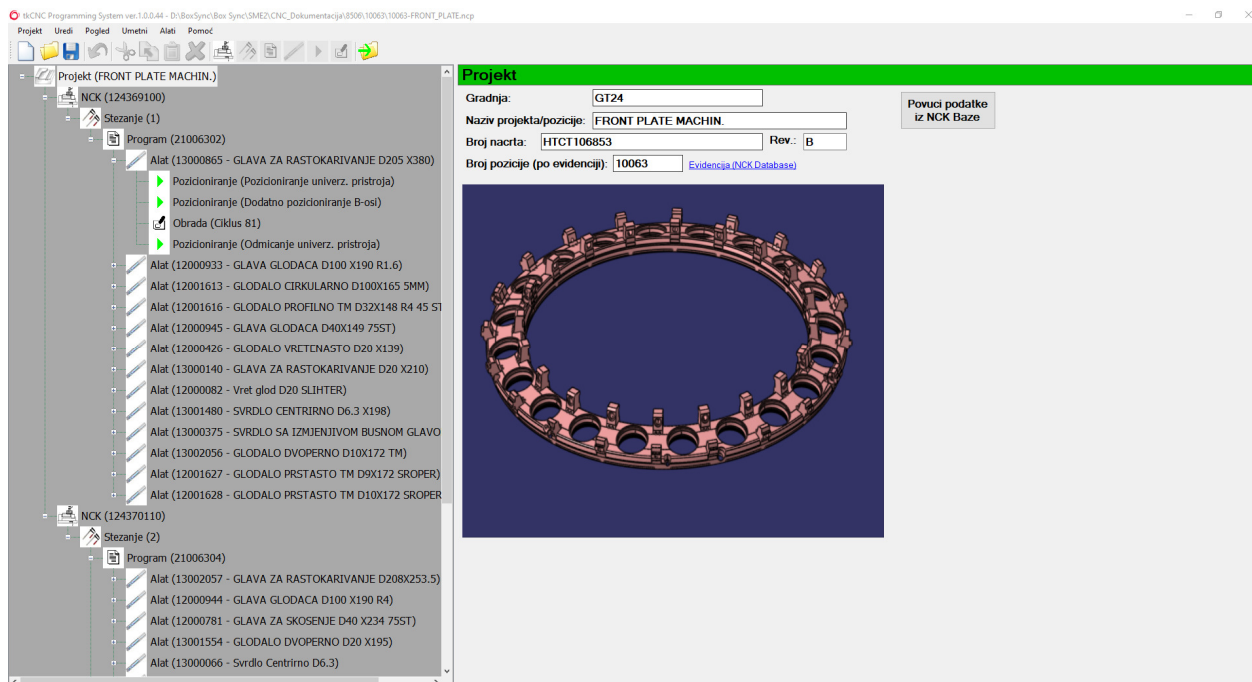 tkCNC Programming System ver.1.0.0.44 - D:\BoxSync\Box Sync\SME2\CNC_Dokumentacija\8506\10063\10063-FRONT_PLATE.ncp
Projekt Uredi Pogled Umetni Alati Pomoć
Projekt (FRONT PLATE MACHIN.)
NCK (124369100)
Stezanje (1)
Program (21006302)
Alat (13000865 - GLAVA ZA RASTOKARIVANJE D205 X380)
Pozicioniranje (Pozicioniranje univerz. pristroja)
Pozicioniranje (Dodatno pozicioniranje B-osi)
Obrada (Ciklus 81)
Pozicioniranje (Odmicanje univerz. pristroja)
Alat (12000933 - GLAVA GLODACA D100 X190 R1.6)
Alat (12001613 - GLODALO CIRKULARNO D100X165 5MM)
Alat (12001616 - GLODALO PROFILNO TM D32X148 R4 45 ST
Alat (12000945 - GLAVA GLODACA D40X149 75ST)
Alat (12000426 - GLODALO VRETENASTO D20 X139)
Alat (13000140 - GLAVA ZA RASTOKARIVANJE D20 X210)
Alat (12000082 - Vret glod D20 SLIHTER)
Alat (13001480 - SVRDLO CENTRIRNO D6.3 X198)
Alat (13000375 - SVRDLO SA IZMJENJIVOM BUSNOM GLAVO
Alat (13002056 - GLODALO DVOPERNO D10X172 TM)
Alat (12001627 - GLODALO PRSTASTO TM D9X172 SROPER)
Alat (12001628 - GLODALO PRSTASTO TM D10X172 SROPER
NCK (124370110)
Stezanje (2)
Program (21006304)
Alat (13002057 - GLAVA ZA RASTOKARIVANJE D208X253.5)
Alat (12000944 - GLAVA GLODACA D100 X190 R4)
Alat (12000781 - GLAVA ZA SKOSENJE D40 X234 75ST)
Alat (13001554 - GLODALO DVOPERNO D20 X195)
Alat (13000066 - Svrdlo Centrirno D6.3)
Projekt
Gradnja: GT24
Naziv projekta/pozicije: FRONT PLATE MACHIN.
Broj nacrta: HTCT106853 Rev.: B
Broj pozicije (po evidenciji): 10063 Evidencija (NCK Database)
Povuci podatke
iz NCK Baze